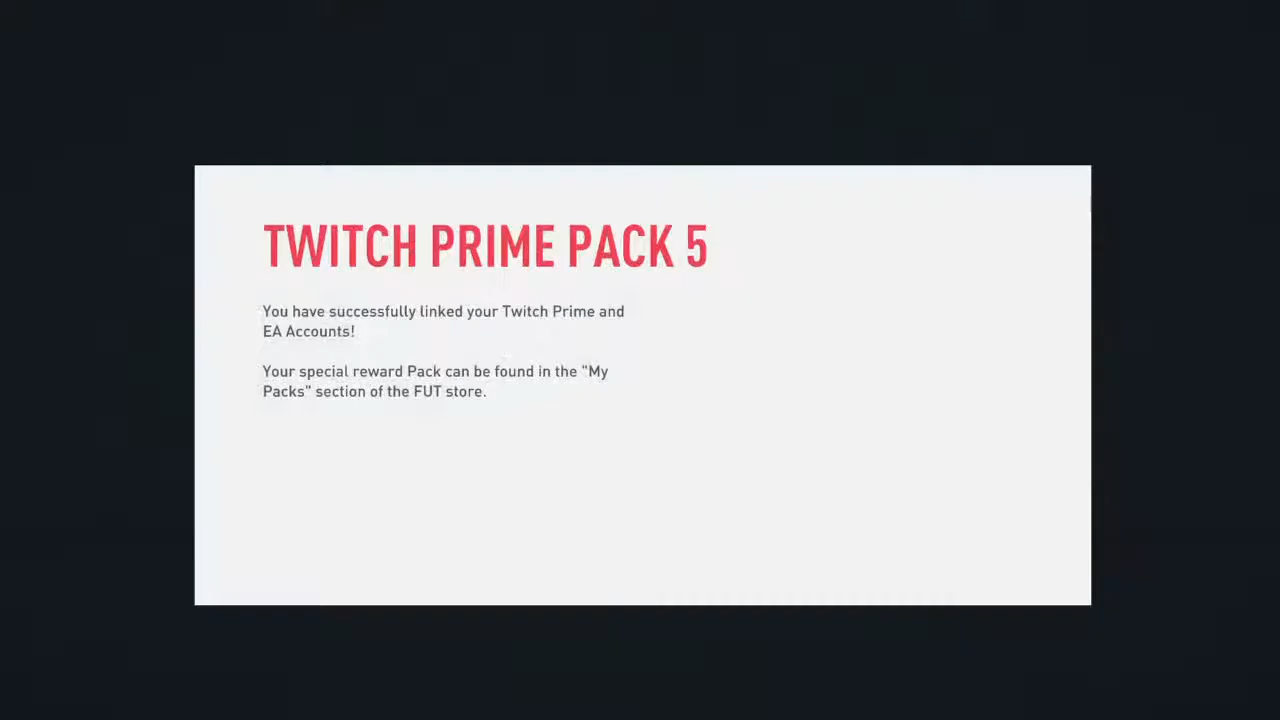 TWITCH PRIME PACK 5
You have successfully linked your Twitch Prime and
EA Accounts!
Your special reward Pack can be found in the "My
Packs" section of the FUT store.